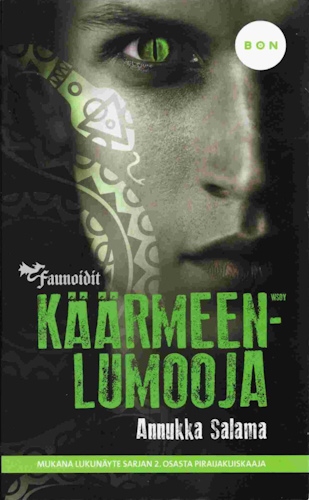 BON
Faunoidit
WSOY
KÄÄRMEEN-
LUMOOJA
Annukka Salama
MUKANA LUKUNÄYTE SARJAN 2. OSASTA PIRAIJAKUISKAAJA